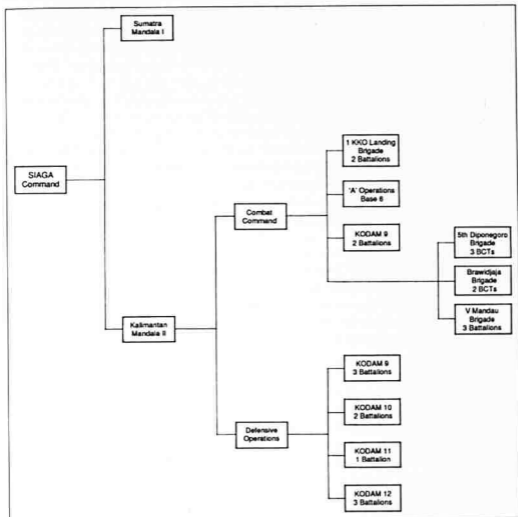 Sumatra
Mandala I
SIAGA
Command
1 KKO Landing
Brigade
2 Battalions
'A' Operations
Base 6
Combat
Command
KODAM 9
2 Battalions
5th Diponegoro
Brigade
3 BCTs
Brawidjaja
Brigade
2 BCTs
V Mandau
Brigade
3 Battalions
Kalimantan
Mandala II
KODAM 9
3 Battalions
KODAM 10
2 Battalions
Defensive
Operations
KODAM 11
1 Battalion
KODAM 12
3 Battalions